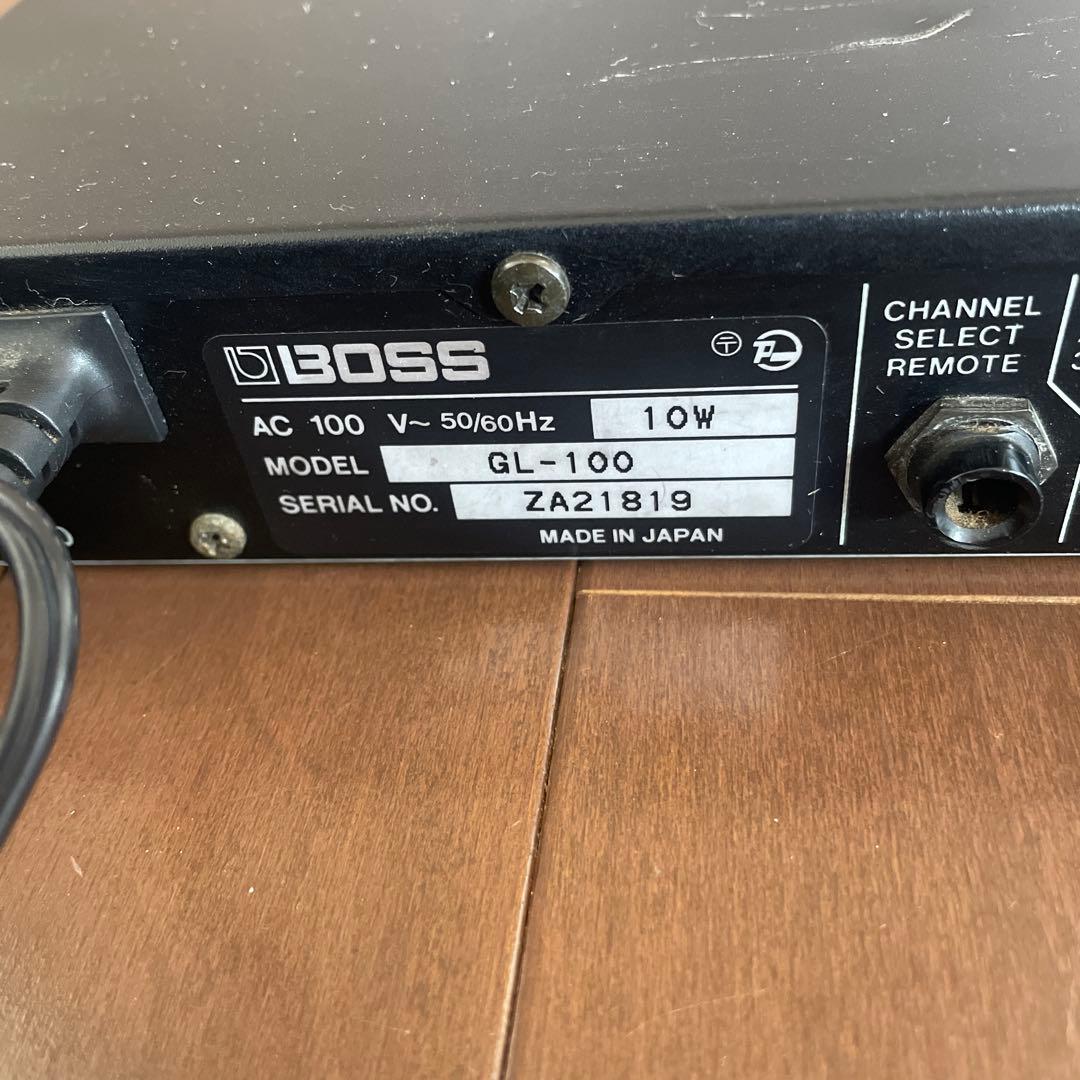 BOSS
AC 100 V~ 50/60Hz 10W
MODEL GL-100
SERIAL NO. ZA21819
MADE IN JAPAN
CHANNEL
SELECT
REMOTE